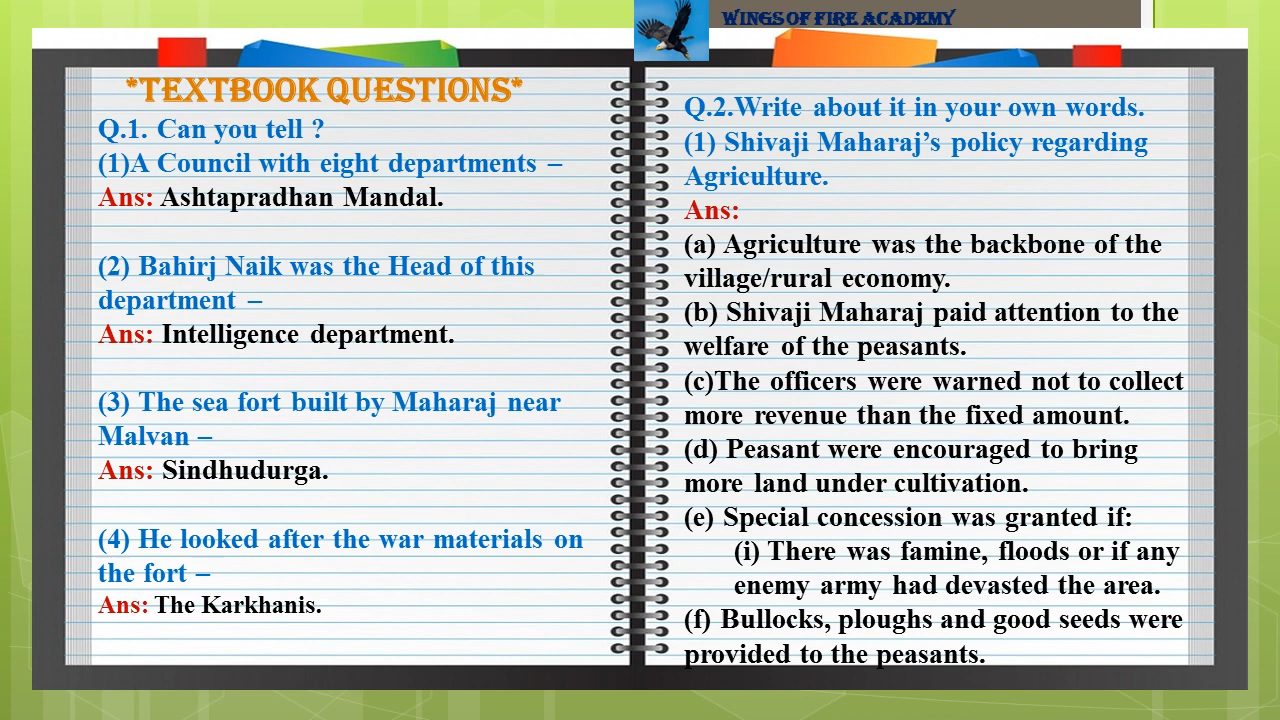 WINGS OF FIRE ACADEMY
*TEXTBOOK QUESTIONS*
Q.1. Can you tell ?
(1)A Council with eight departments –
Ans: Ashtapradhan Mandal.
(2) Bahirj Naik was the Head of this
department –
Ans: Intelligence department.
(3) The sea fort built by Maharaj near
Malvan –
Ans: Sindhudurga.
(4) He looked after the war materials on
the fort –
Ans: The Karkhanis.
Q.2.Write about it in your own words.
(1) Shivaji Maharaj’s policy regarding
Agriculture.
Ans:
(a) Agriculture was the backbone of the
village/rural economy.
(b) Shivaji Maharaj paid attention to the
welfare of the peasants.
(c)The officers were warned not to collect
more revenue than the fixed amount.
(d) Peasant were encouraged to bring
more land under cultivation.
(e) Special concession was granted if:
(i) There was famine, floods or if any
enemy army had devasted the area.
(f) Bullocks, ploughs and good seeds were
provided to the peasants.